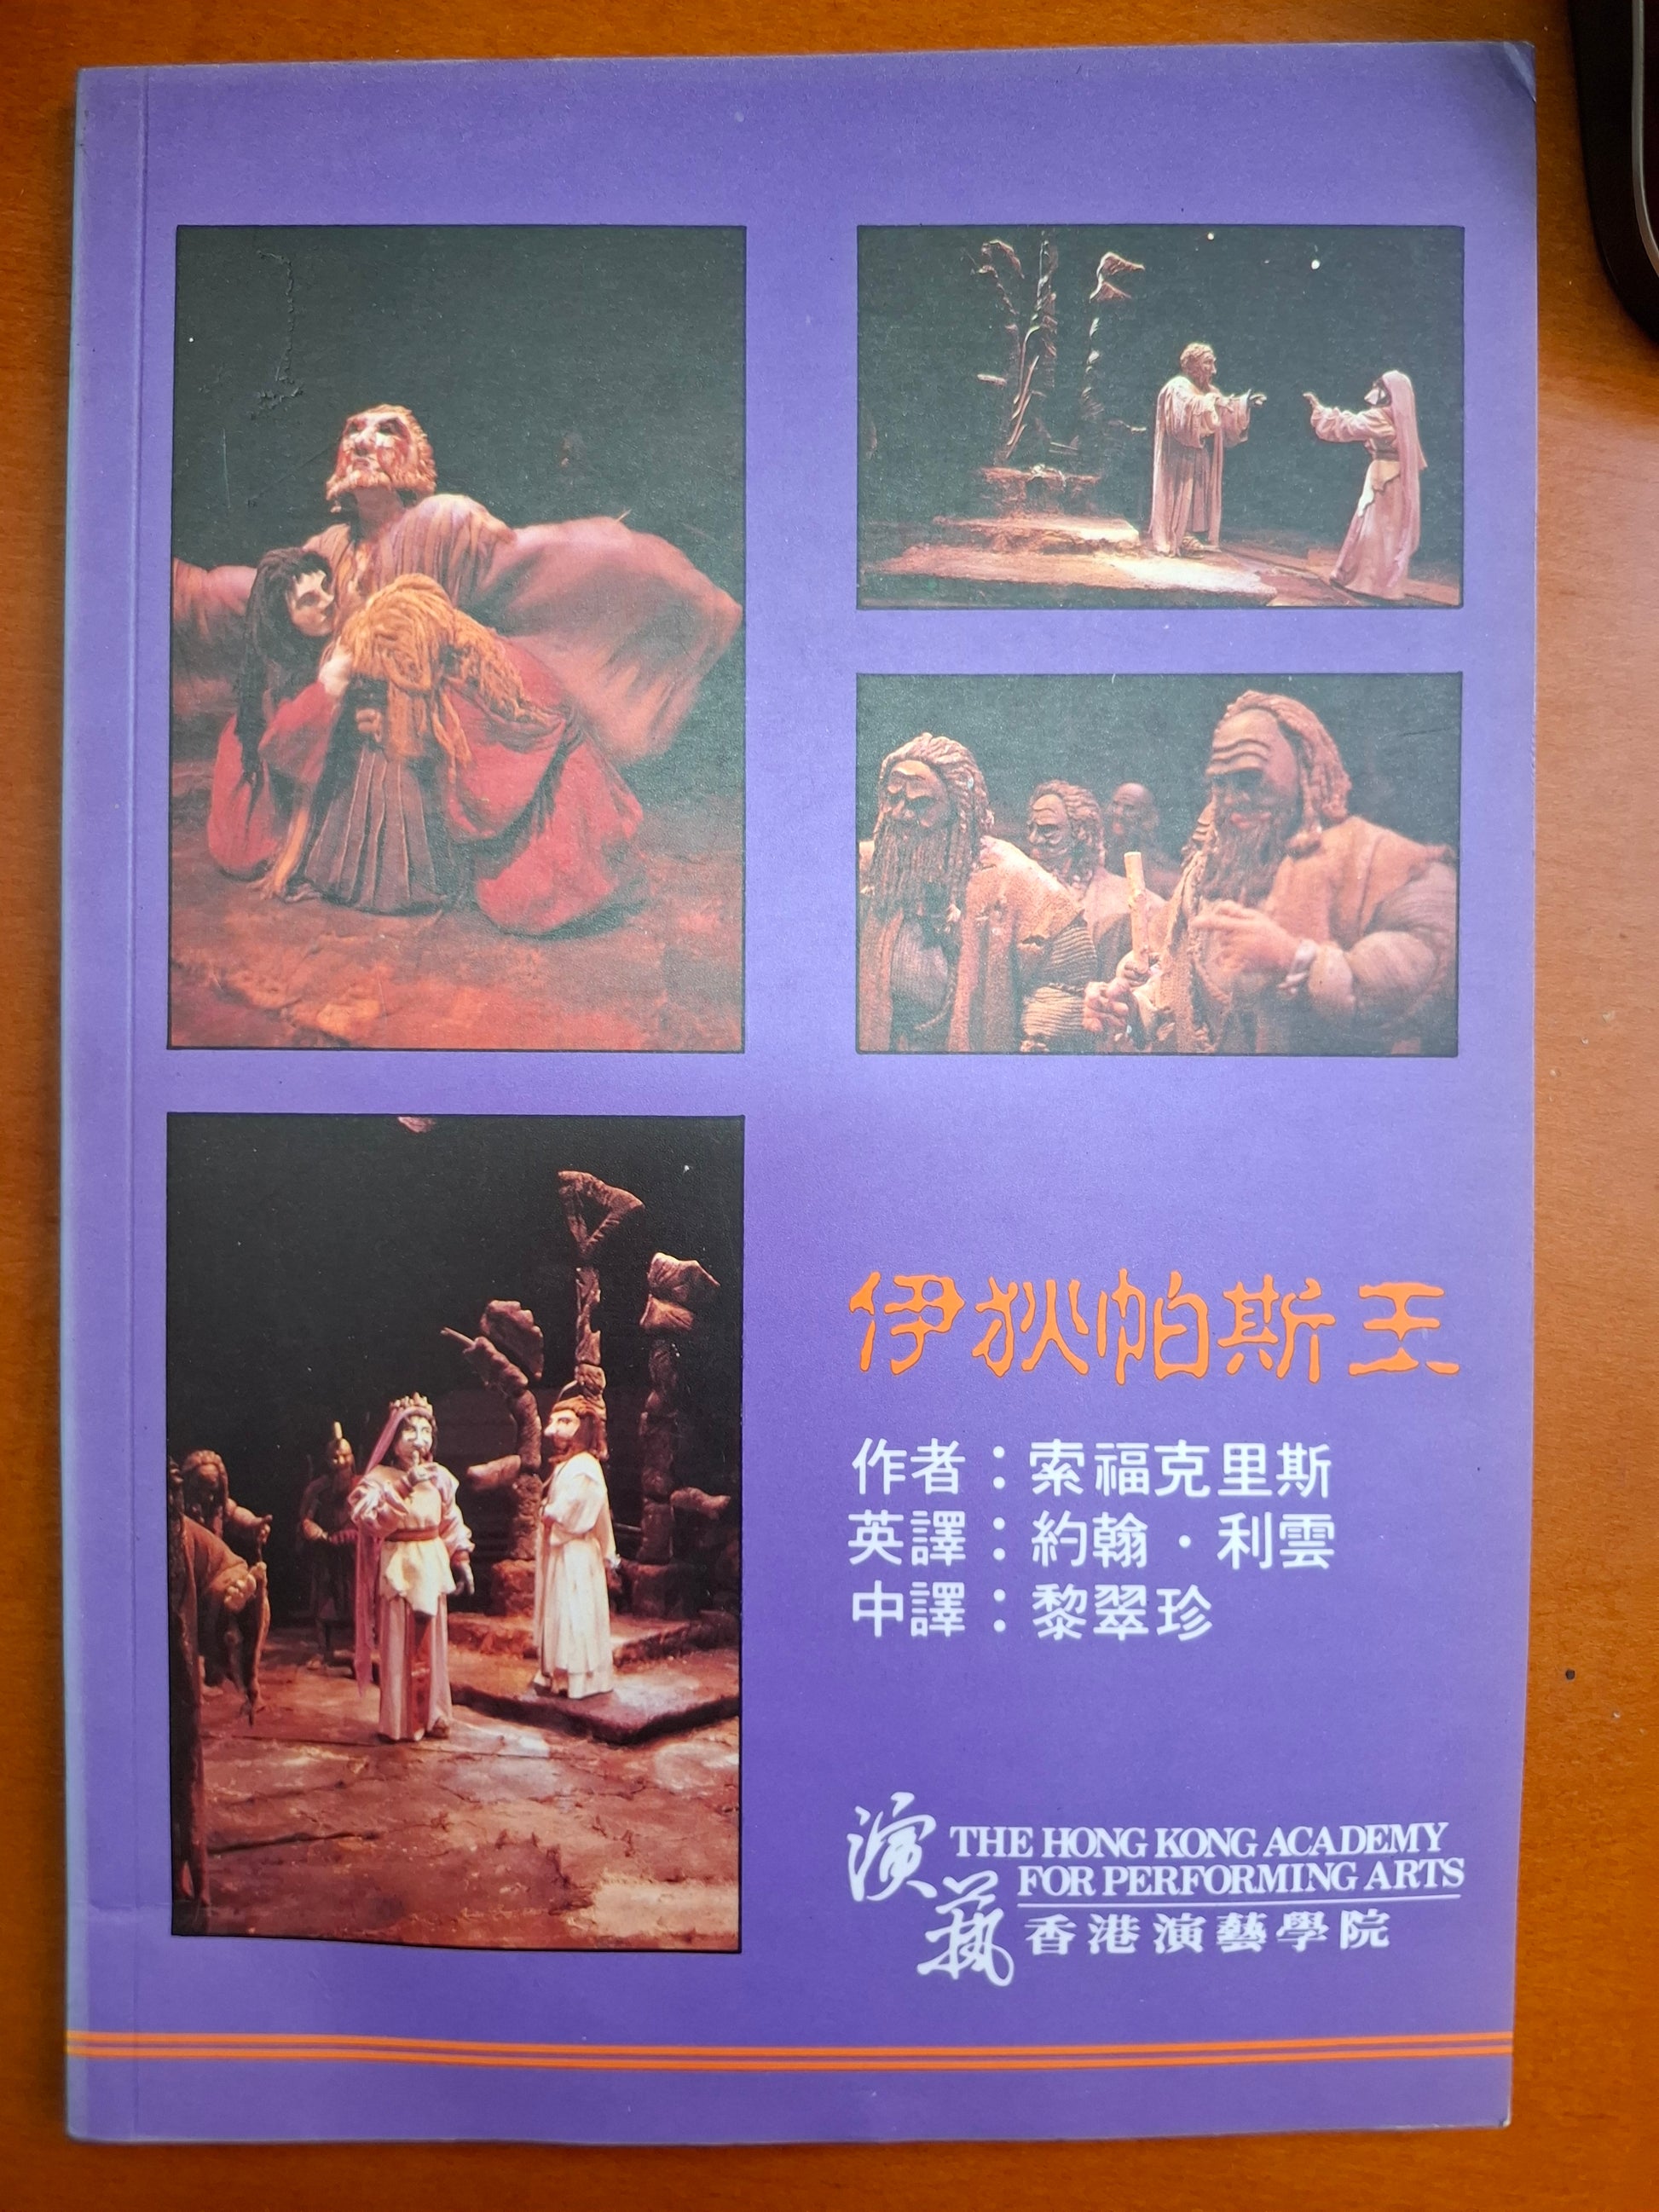 伊狄帕斯王
作者：索福克里斯
英譯：約翰·利雲
中譯：黎翠珍
演藝
THE HONG KONG ACADEMY
FOR PERFORMING ARTS
香港演藝學院